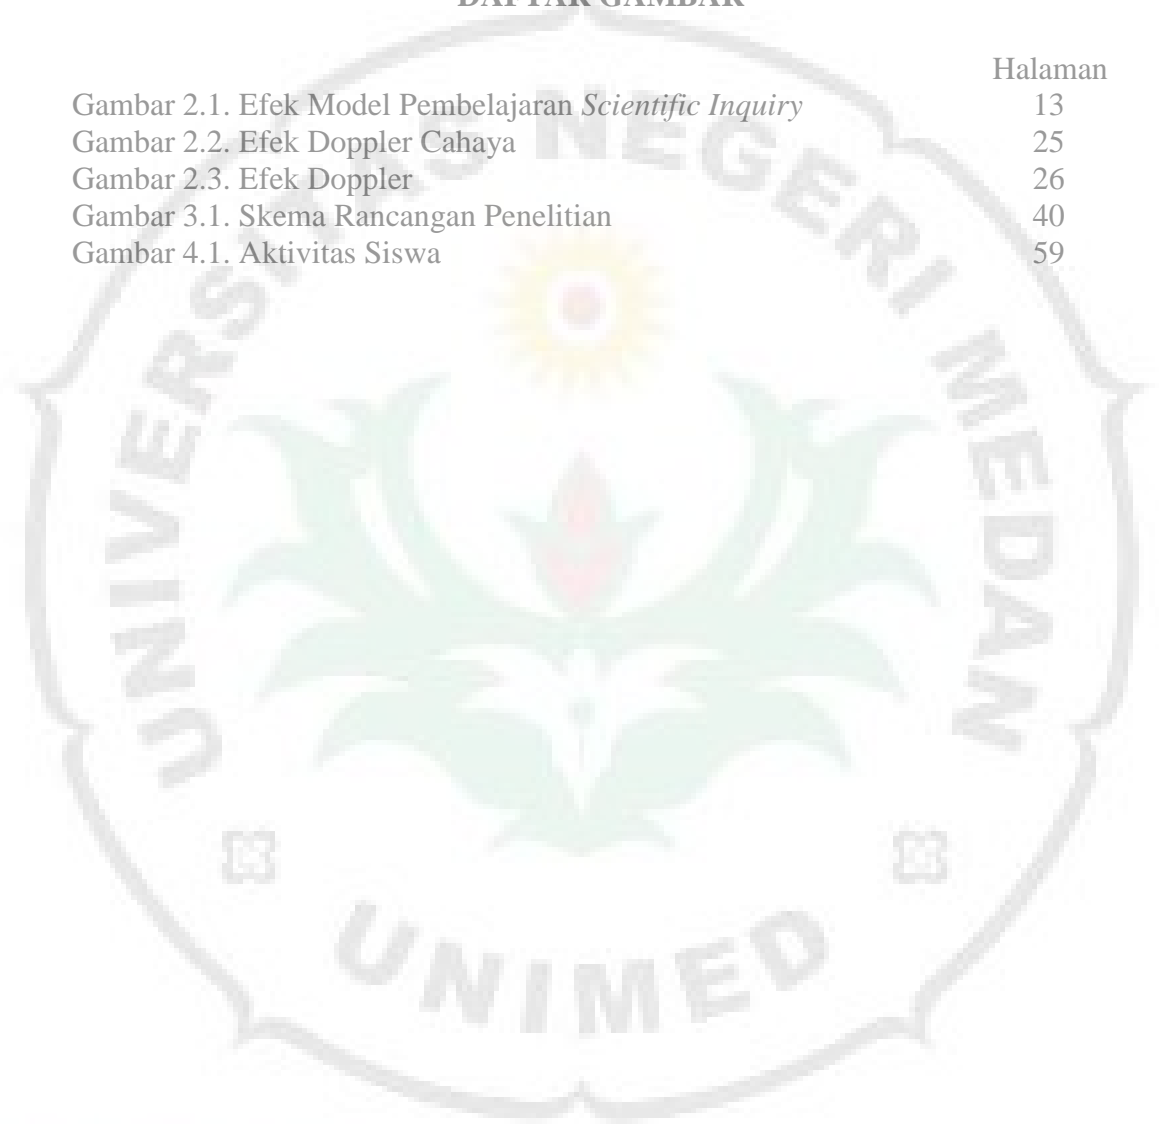 DAFTAR GAMBAR
Halaman
Gambar 2.1. Efek Model Pembelajaran Scientific Inquiry 13
Gambar 2.2. Efek Doppler Cahaya 25
Gambar 2.3. Efek Doppler 26
Gambar 3.1. Skema Rancangan Penelitian 40
Gambar 4.1. Aktivitas Siswa 59
UNIVERSITAS NEGERI MEDAN
UNIMED